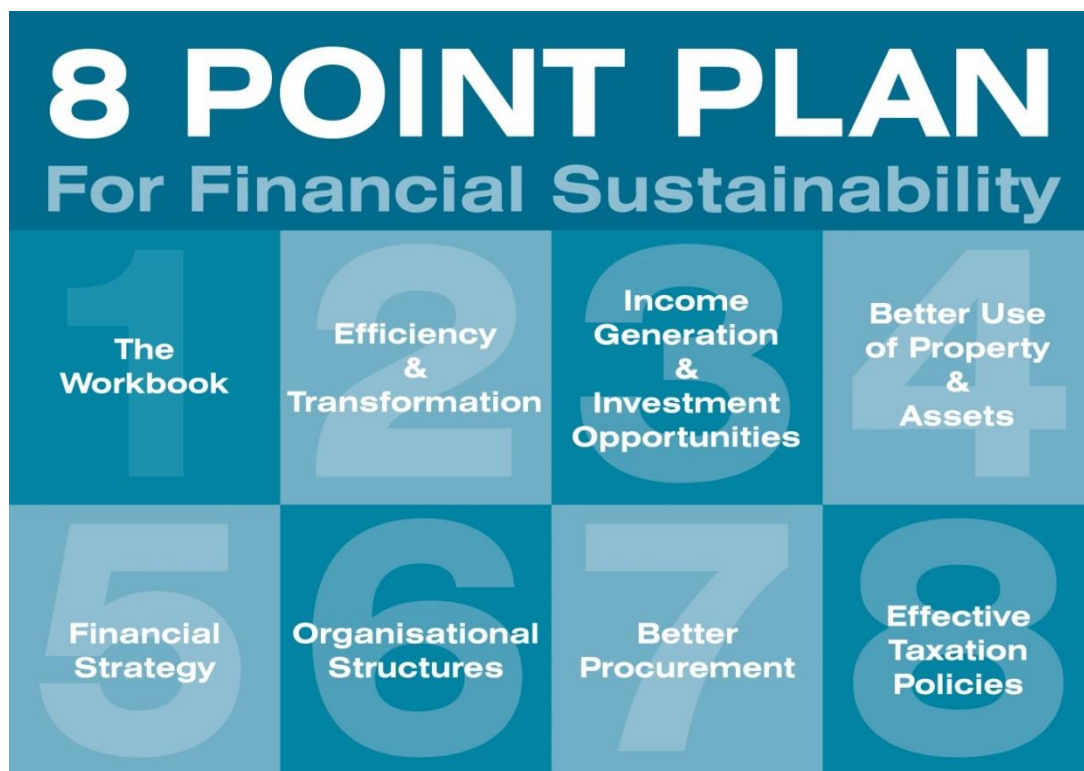 8 POINT PLAN
For Financial Sustainability
1
The
Workbook
2
Efficiency
&
Transformation
3
Income
Generation
&
Investment
Opportunities
4
Better Use
of Property
&
Assets
5
Financial
Strategy
6
Organisational
Structures
7
Better
Procurement
8
Effective
Taxation
Policies